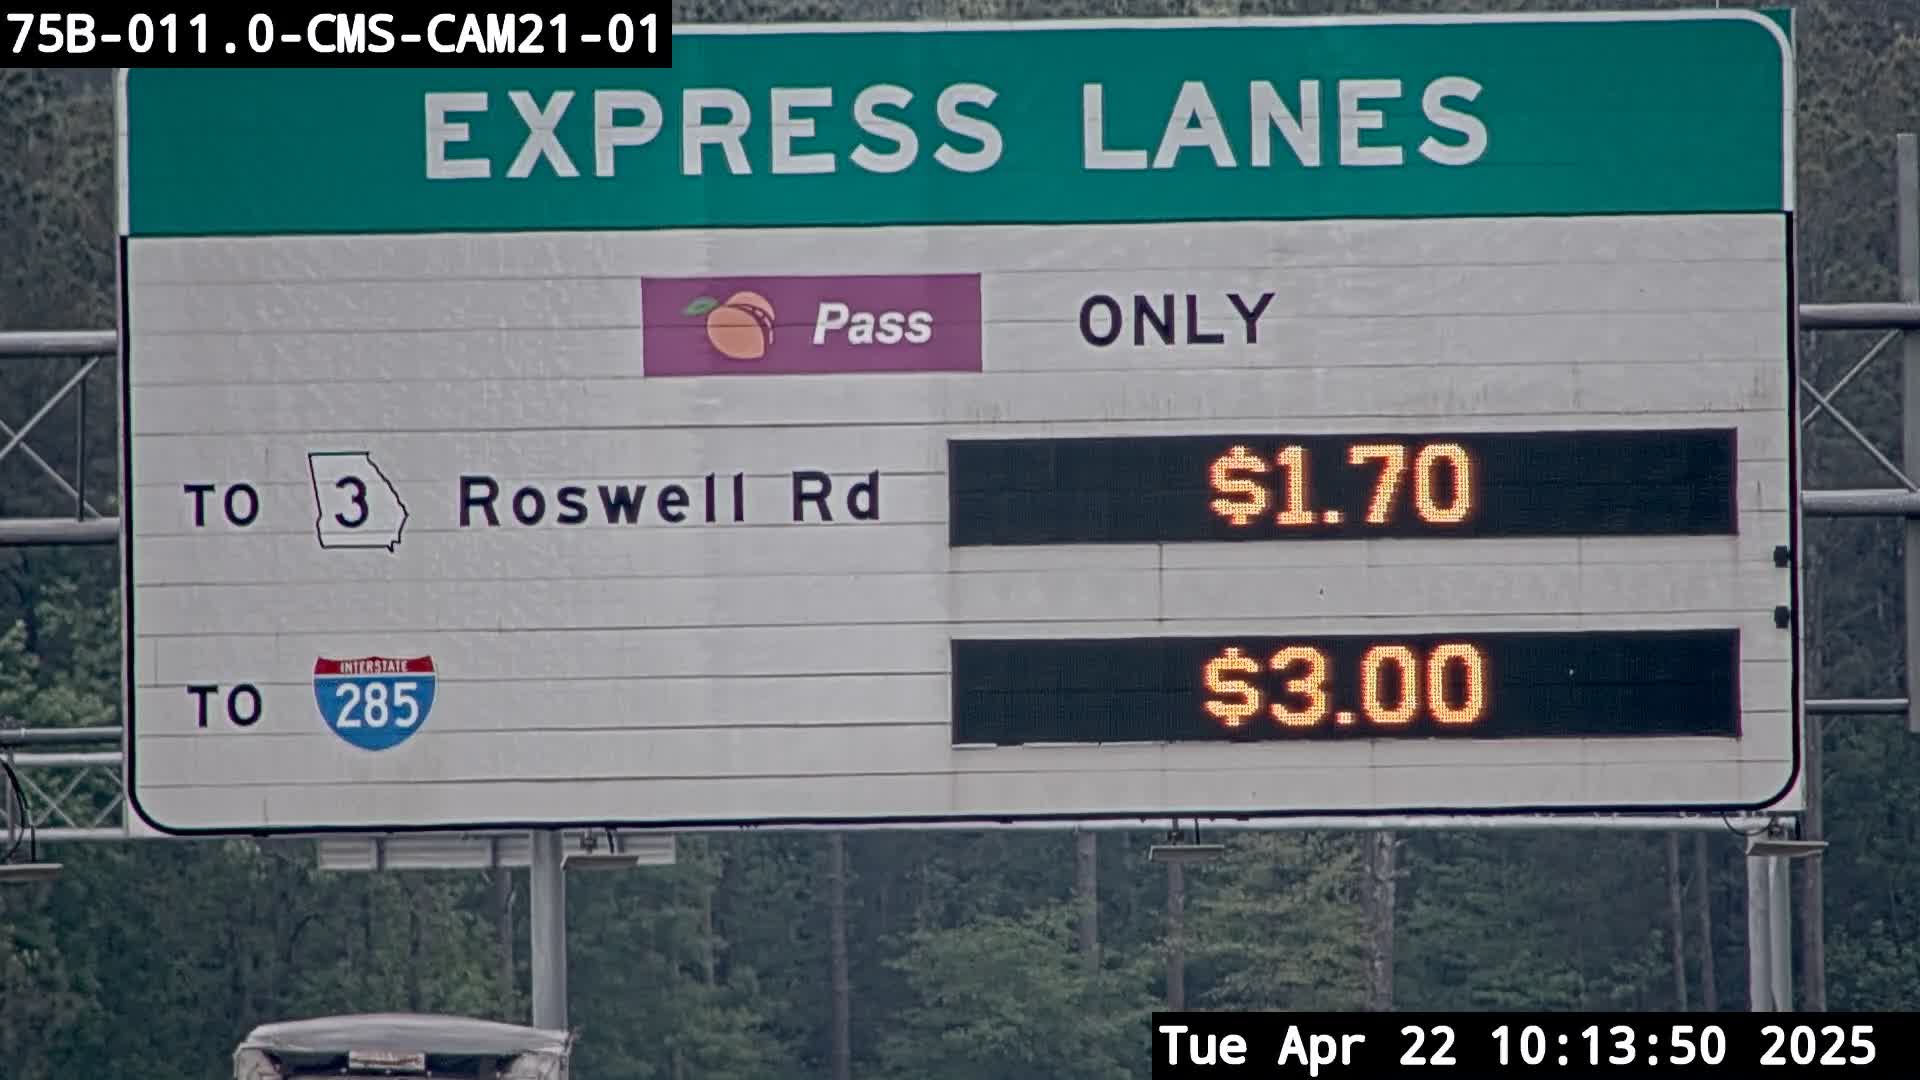 75B-011.0-CMS-CAM21-01
EXPRESS LANES
Pass ONLY
TO 3 Roswell Rd $1.70
INTERSTATE
TO 285 $3.00
Tue Apr 22 10:13:50 2025